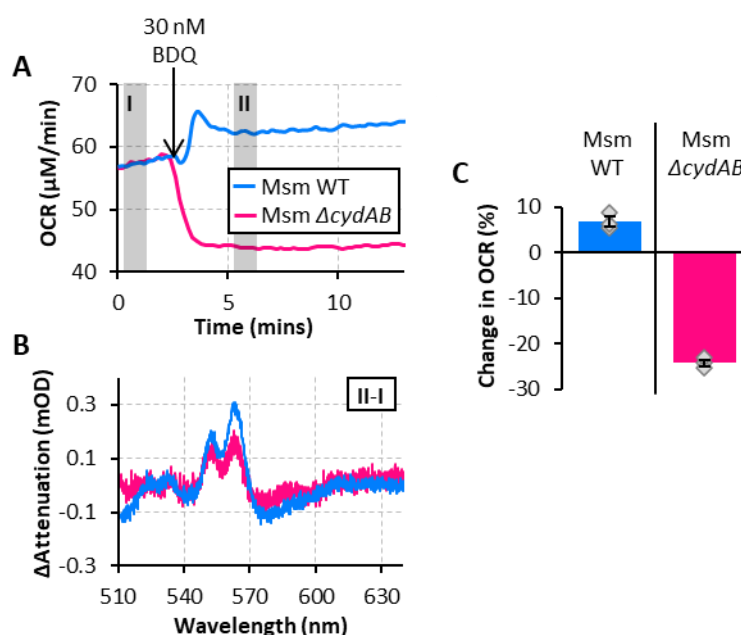 30 nM
BDQ
A
70
60
50
40
OCR (µM/min)
I
II
Msm WT
Msm ΔcydAB
0
5
10
Time (mins)
B
II-I
0.3
0.1
-0.1
-0.3
ΔAttenuation (mOD)
510
540
570
600
630
Wavelength (nm)
C
Msm
WT
Msm
ΔcydAB
10
0
-10
-20
-30
Change in OCR (%)